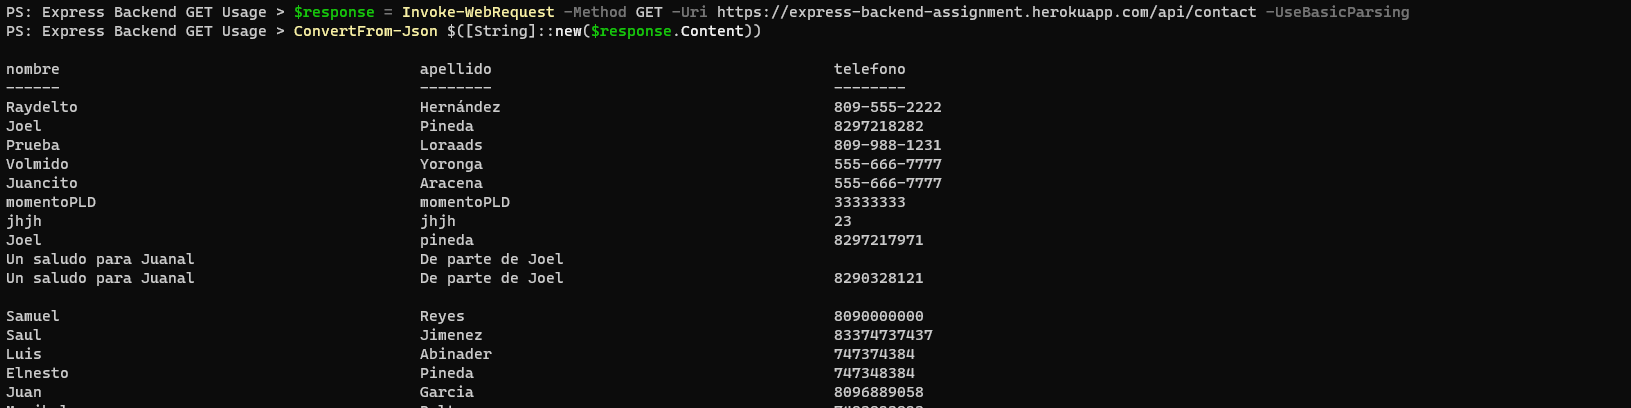 PS: Express Backend GET Usage > $response = Invoke-WebRequest -Method GET -Uri https://express-backend-assignment.herokuapp.com/api/contact -UseBasicParsing
PS: Express Backend GET Usage > ConvertFrom-Json $([String]::new($response.Content))
nombre apellido telefono
------ -------- --------
Raydelto Hernández 809-555-2222
Joel Pineda 8297218282
Prueba Loraads 809-988-1231
Volmido Yoronga 555-666-7777
Juancito Aracena 555-666-7777
momentoPLD momentoPLD 33333333
jhjh jhjh 23
Joel pineda 8297217971
Un saludo para Juanal De parte de Joel
Un saludo para Juanal De parte de Joel 8290328121
Samuel Reyes 8090000000
Saul Jimenez 83374737437
Luis Abinader 747374384
Elnesto Pineda 747348384
Juan Garcia 8096889058